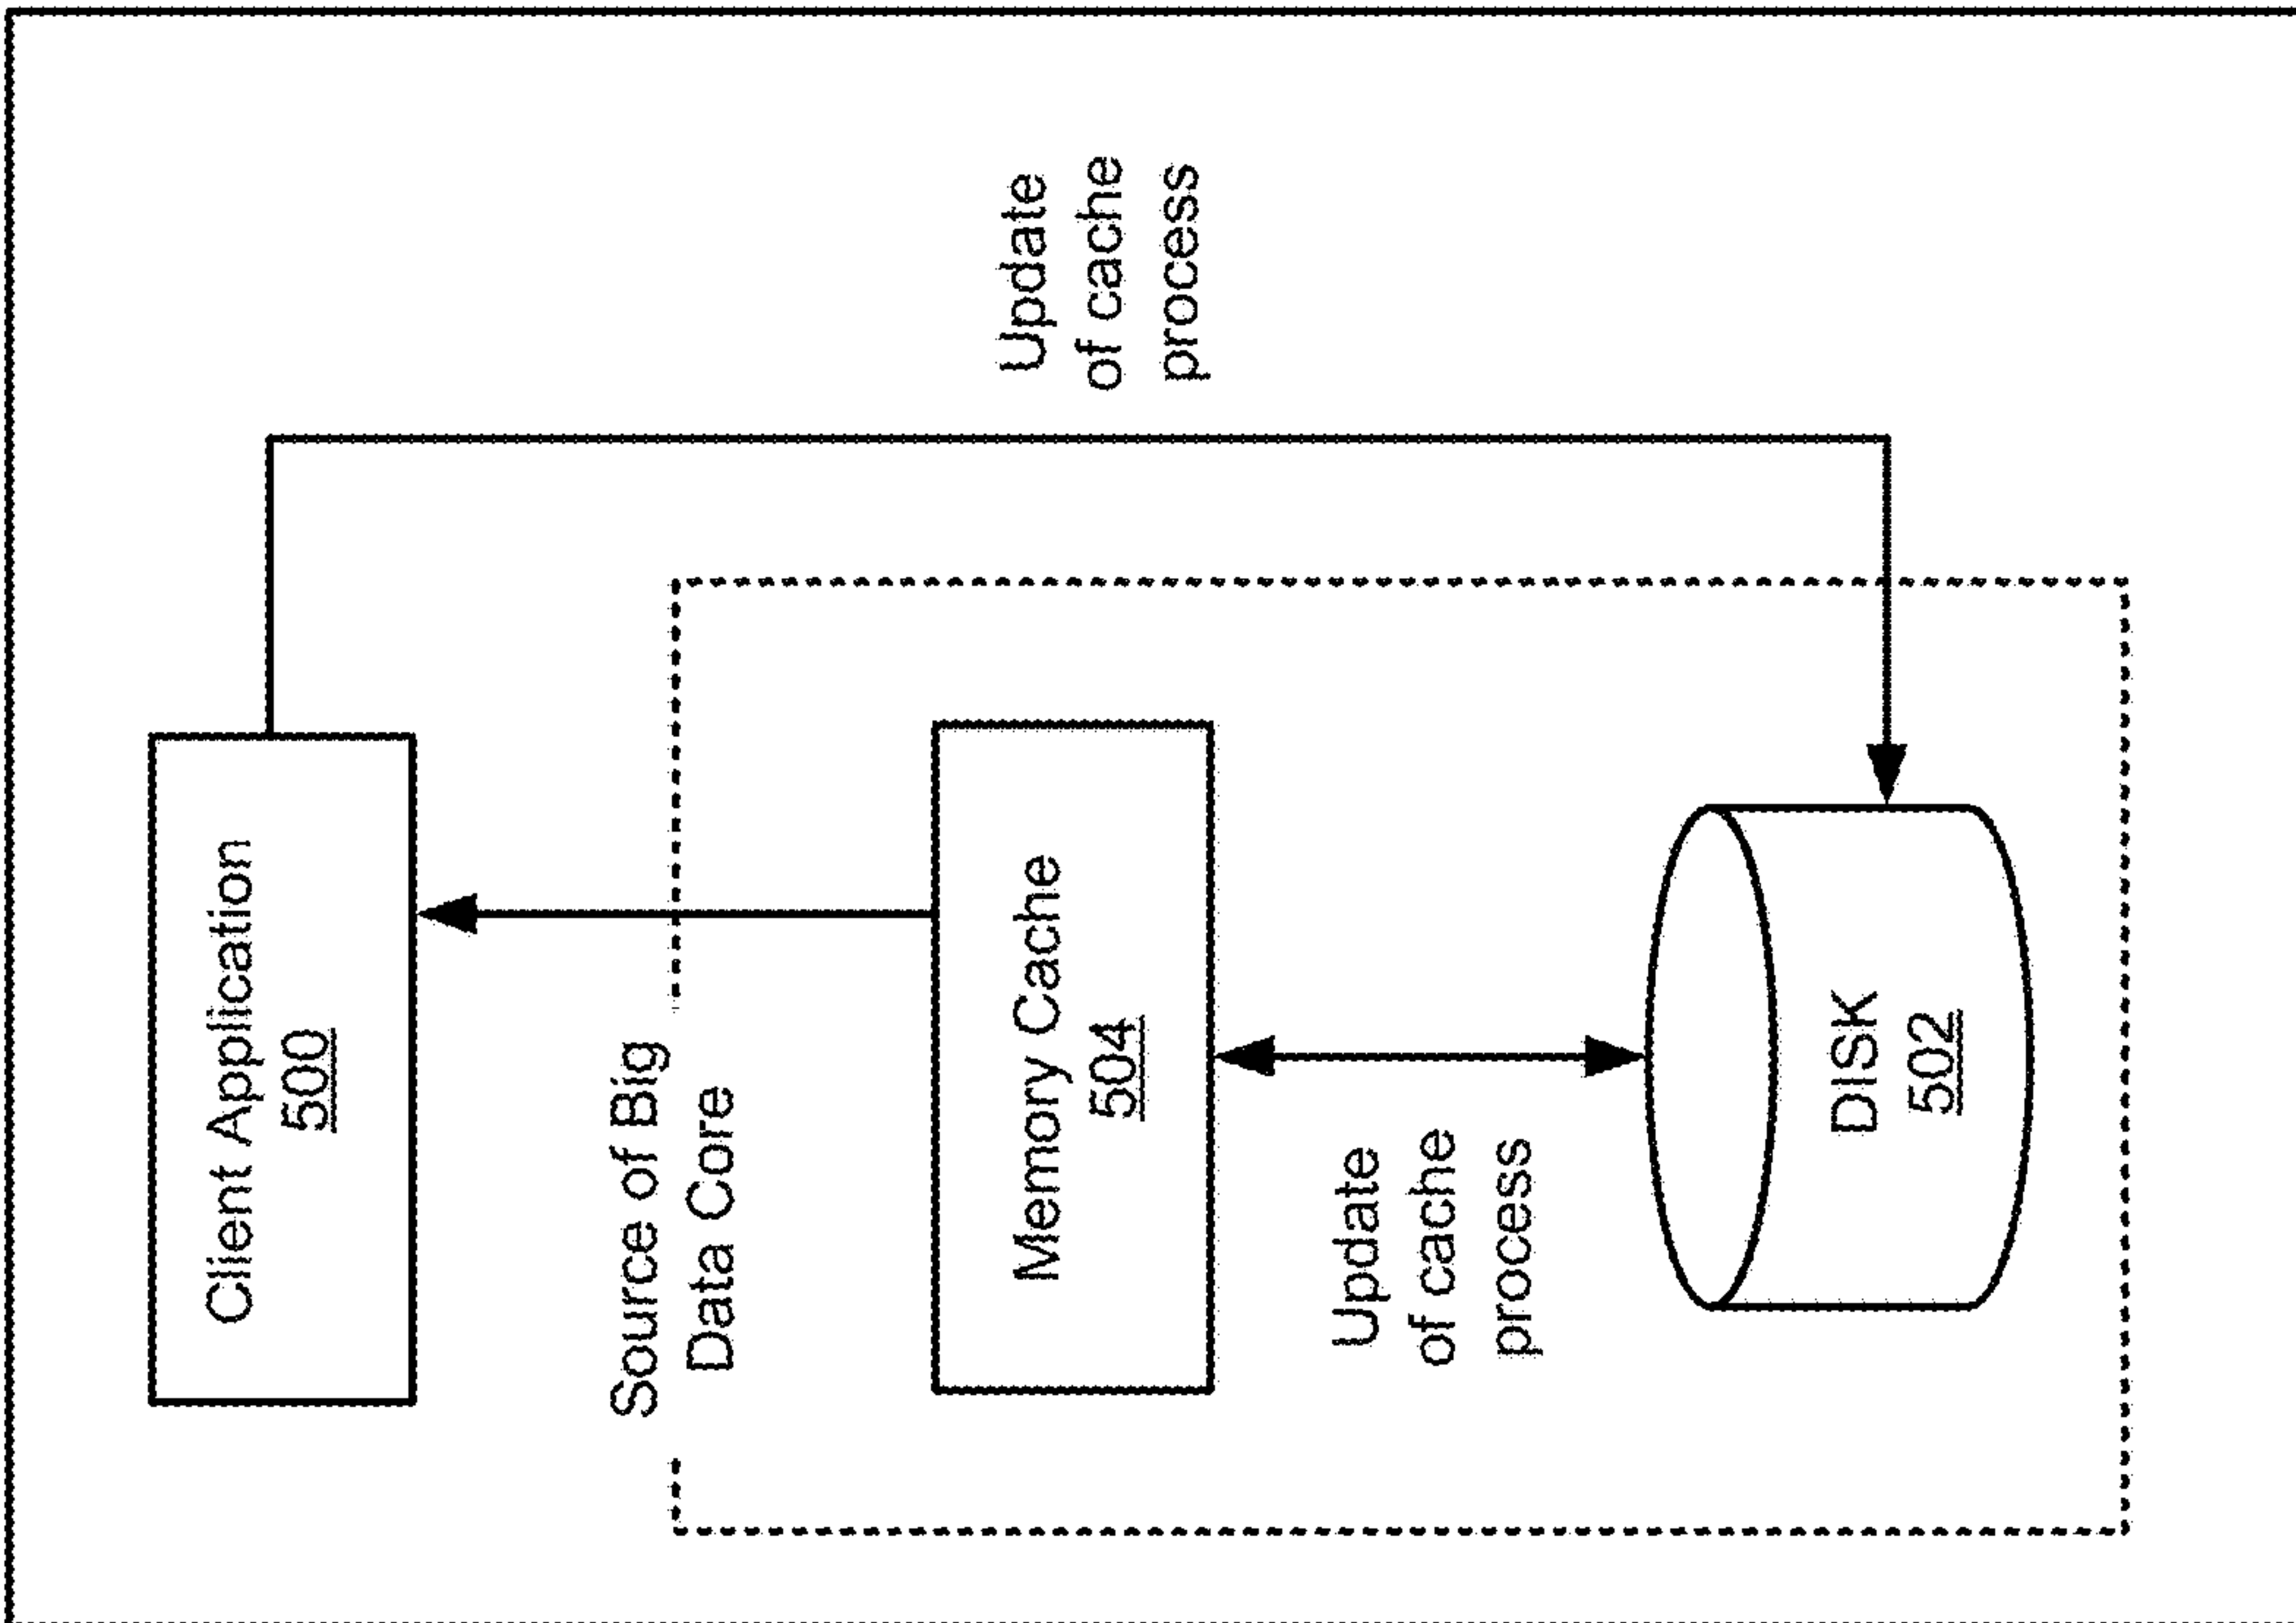 Client Application
500
Source of Big
Data Core
Memory Cache
504
Update
of cache
process
Update
of cache
process
DISK
502